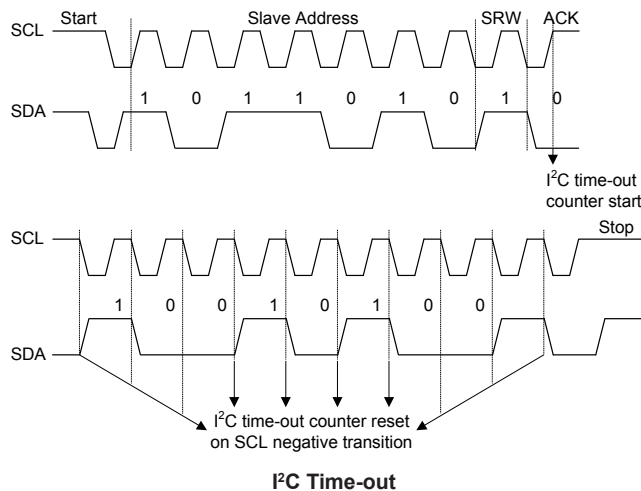 Start Slave Address SRW ACK
SCL
1 0 1 1 0 1 0 1 0
SDA
I²C time-out
counter start
Stop
SCL
1 0 0 1 0 1 0 0
SDA
I²C time-out counter reset
on SCL negative transition
I²C Time-out